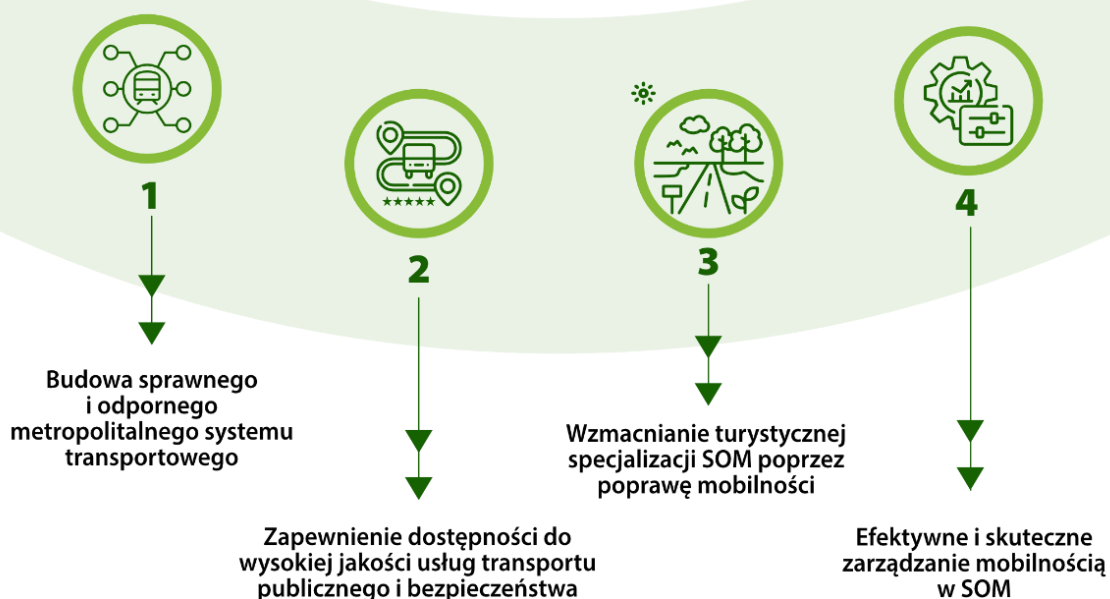 1
Budowa sprawnego
i odpornego
metropolitalnego systemu
transportowego
2
Zapewnienie dostępności do
wysokiej jakości usług transportu
publicznego i bezpieczeństwa
3
Wzmacnianie turystycznej
specjalizacji SOM poprzez
poprawę mobilności
4
Efektywne i skuteczne
zarządzanie mobilnością
w SOM